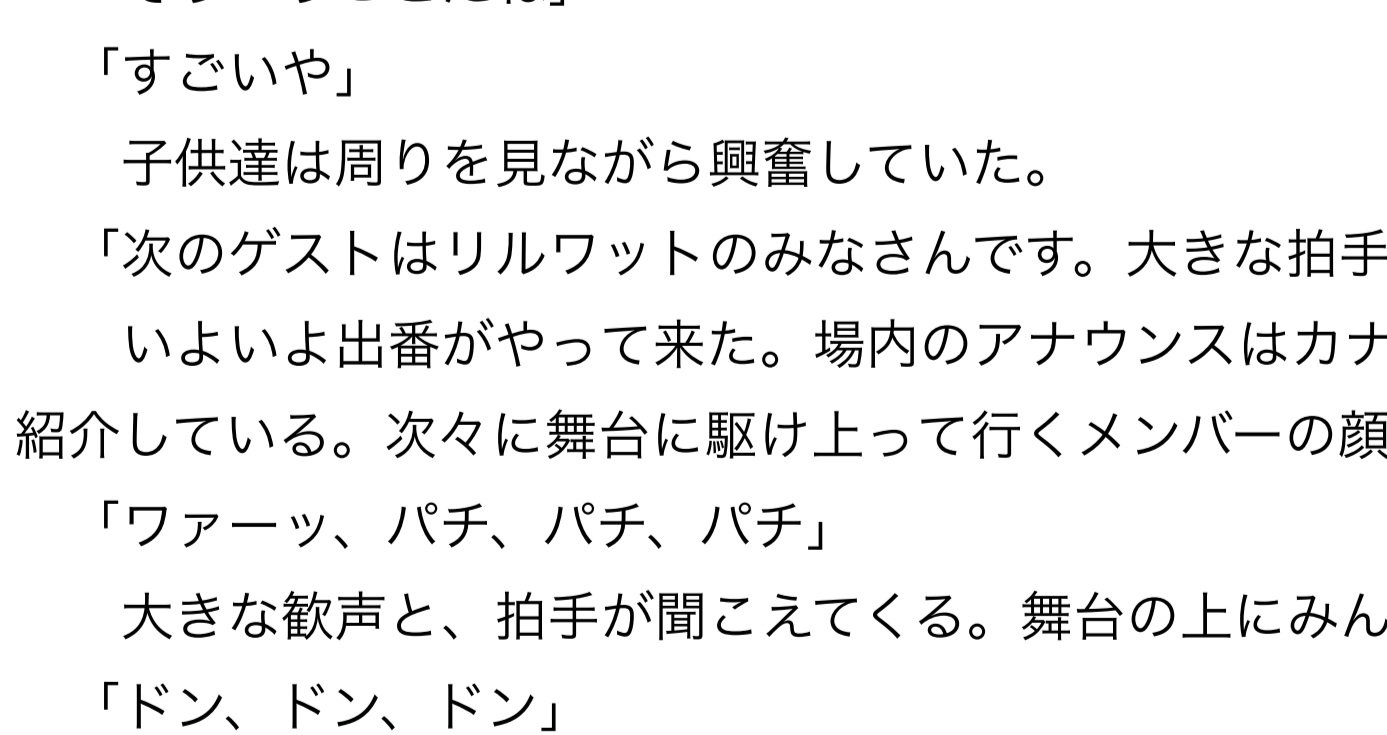 「すごいや」
子供達は周りを見ながら興奮していた。
「次のゲストはリルワットのみなさんです。大きな拍手
いよいよ出番がやって来た。場内のアナウンスはカナ
紹介している。次々に舞台に駆け上って行くメンバーの顔
「ワァーッ、パチ、パチ、パチ」
大きな歓声と、拍手が聞こえてくる。舞台の上にみん
「ドン、ドン、ドン」